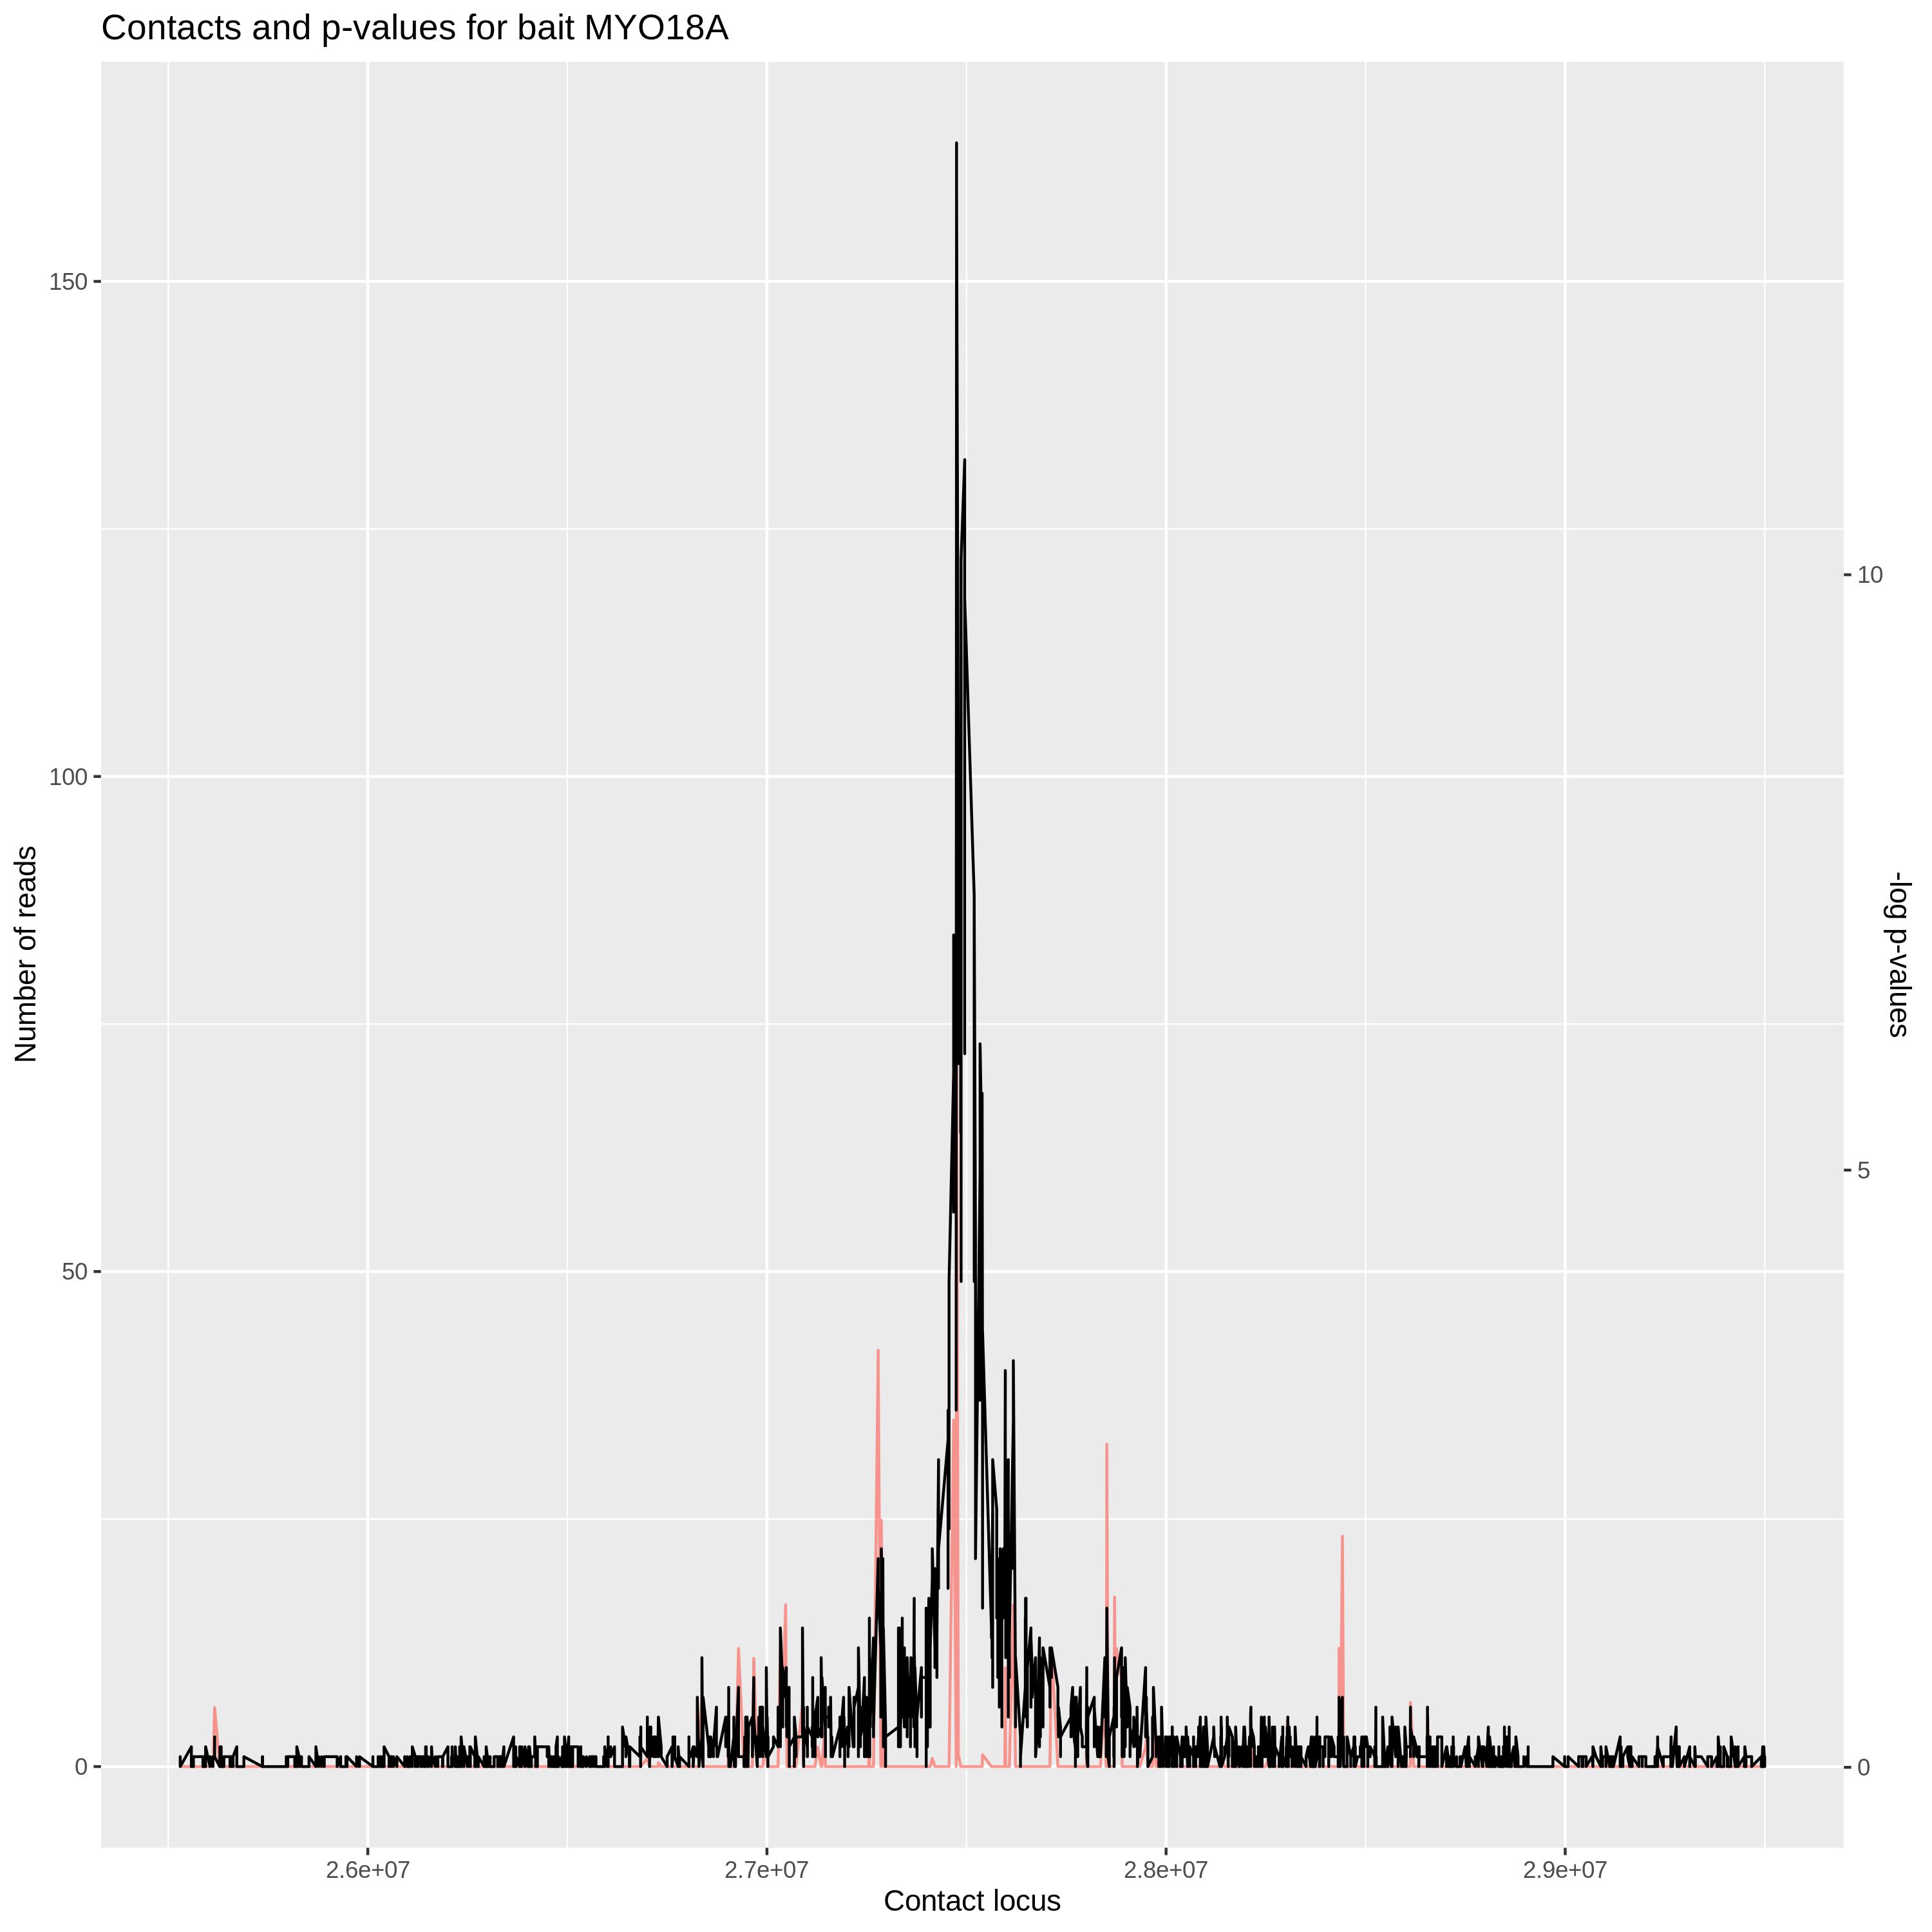 Contacts and p-values for bait MYO18A
Number of reads
150
100
50
0
10
5
0
-log p-values
2.6e+07
2.7e+07
2.8e+07
2.9e+07
Contact locus